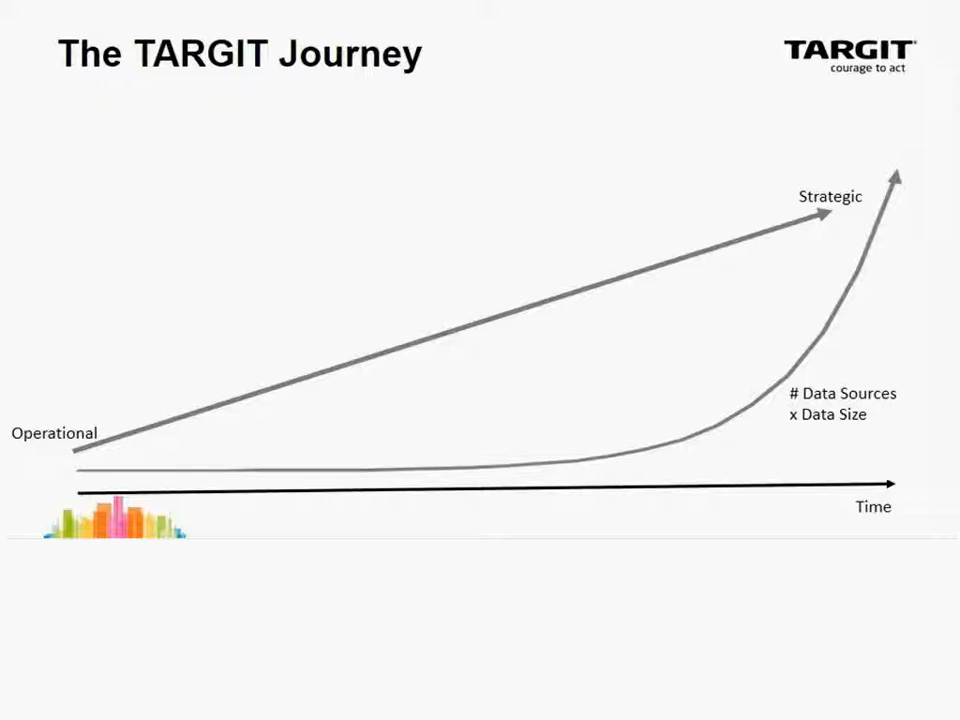 The TARGIT Journey
TARGIT
courage to act
Strategic
# Data Sources
x Data Size
Operational
Time